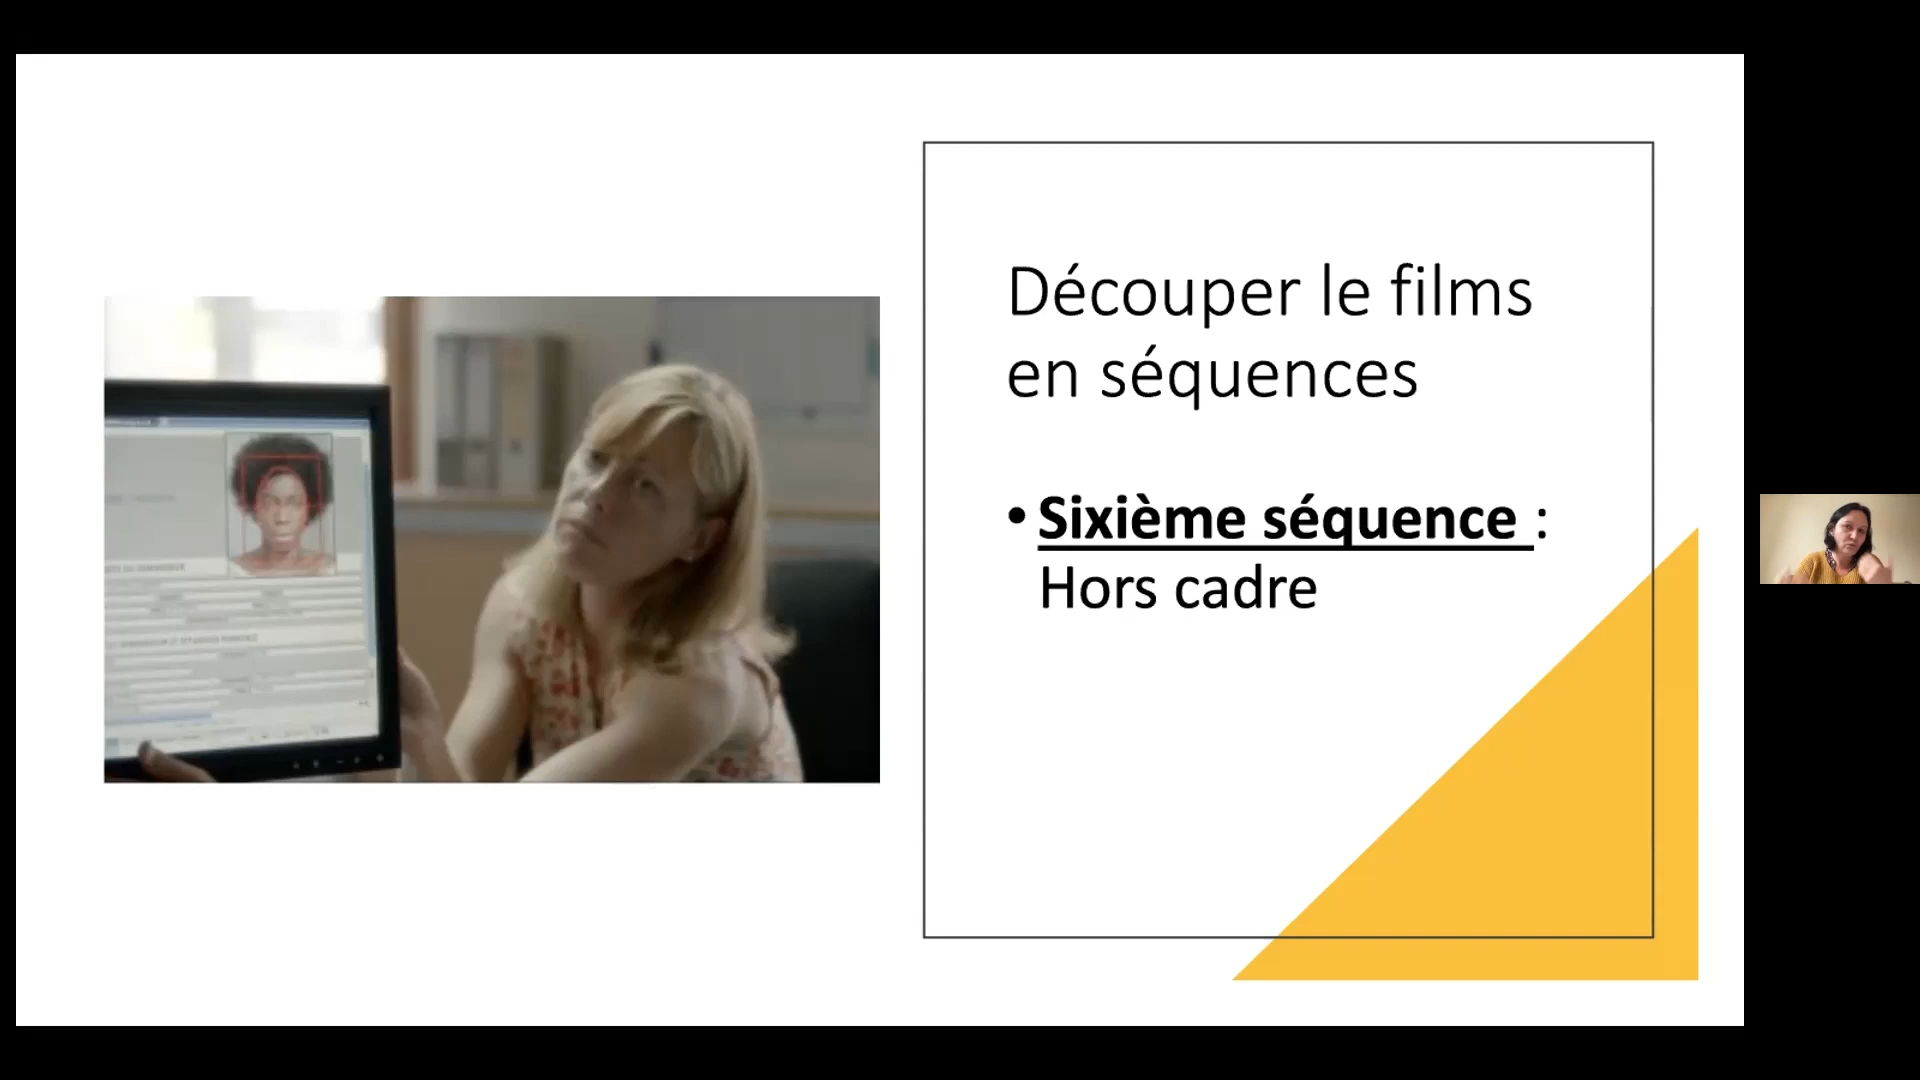 Découper le films
en séquences
• Sixième séquence :
Hors cadre